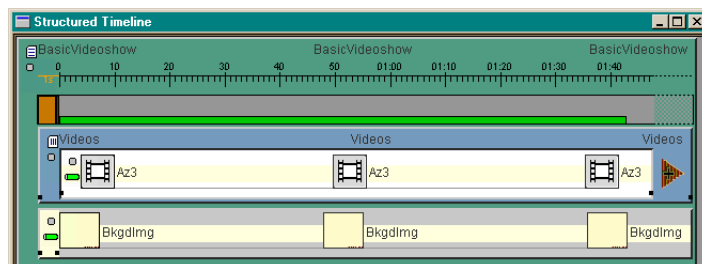 Structured Timeline
BasicVideoshow BasicVideoshow BasicVideoshow
0 10 20 30 40 50 01:00 01:10 01:20 01:30 01:40
Videos Videos Videos
Az3 Az3 Az3
BkgdImg BkgdImg BkgdImg